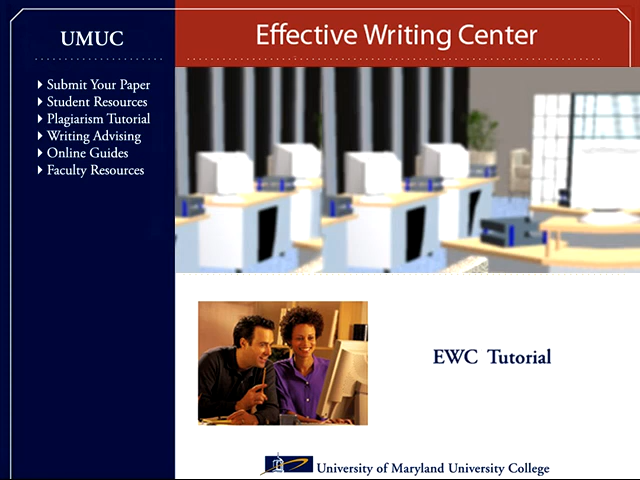 UMUC
Effective Writing Center
Submit Your Paper
Student Resources
Plagiarism Tutorial
Writing Advising
Online Guides
Faculty Resources
EWC Tutorial
University of Maryland University College